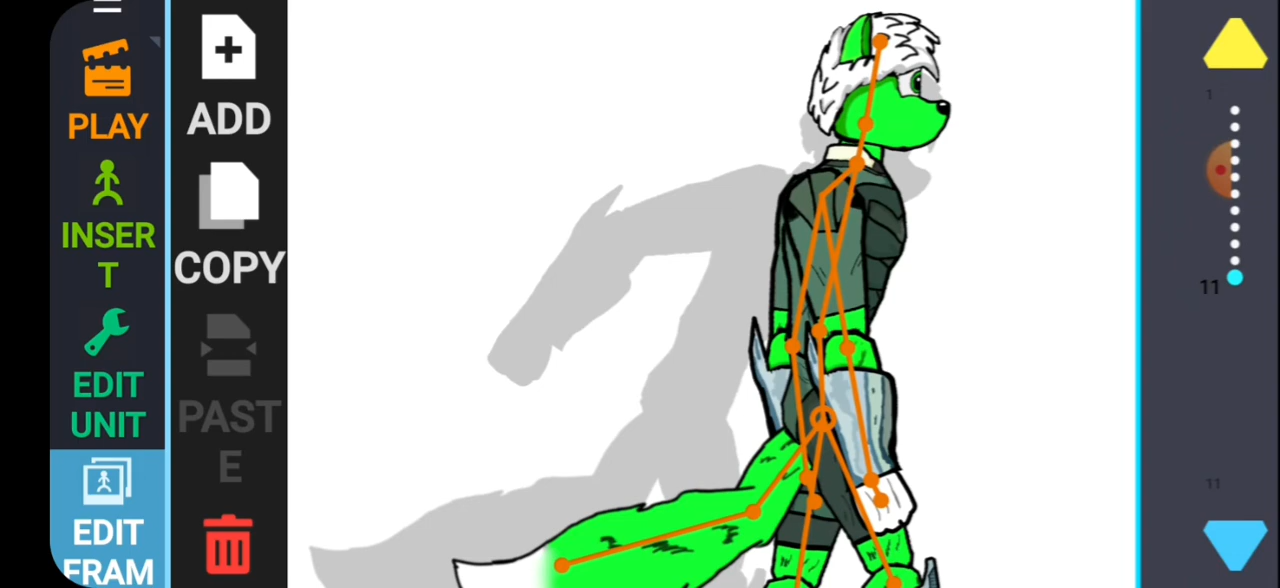 PLAY
INSER
T
EDIT
UNIT
EDIT
FRAM
ADD
COPY
PAST
E
1
11
11